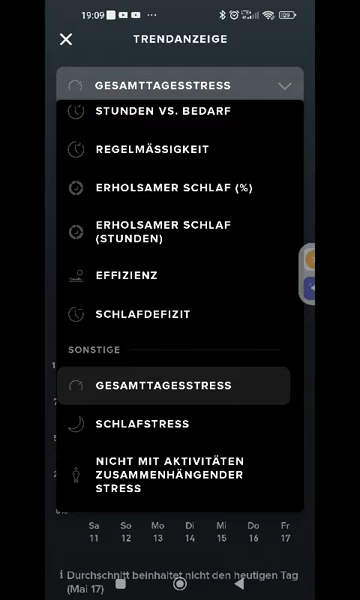 19:09
TRENDANZEIGE
GESAMTTAGESSTRESS
STUNDEN VS. BEDARF
REGELMÄSSIGKEIT
ERHOLSAMER SCHLAF (%)
ERHOLSAMER SCHLAF
(STUNDEN)
EFFIZIENZ
SCHLAFDEFIZIT
SONSTIGE
GESAMTTAGESSTRESS
SCHLAFSTRESS
NICHT MIT AKTIVITÄTEN
ZUSAMMENHÄNGENDER
STRESS
Sa So Mo Di Mi Do Fr
11 12 13 14 15 16 17
Durchschnitt beinhaltet nicht den heutigen Tag
(Mai 17)